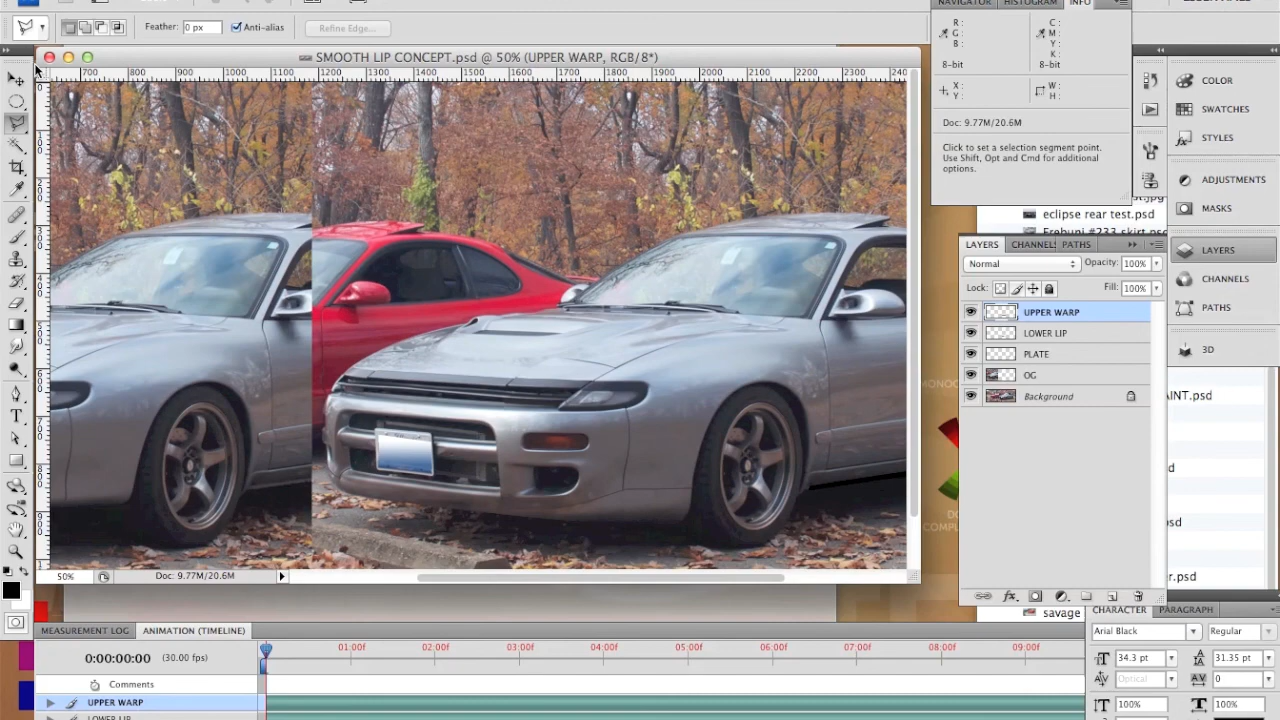 Feather: 0 px Anti-alias Refine Edge...
NAVIGATOR HISTOGRAM INFO
R : C :
G : M :
B : Y :
K :
8-bit 8-bit
X : W :
Y : H :
Doc: 9.77M/20.6M
Click to set a selection segment point.
Use Shift, Opt and Cmd for additional
options.
SMOOTH LIP CONCEPT.psd @ 50% (UPPER WARP, RGB/8*)
700 800 900 1000 1100 1200 1300 1400 1500 1600 1700 1800 1900 2000 2100 2200 2300
COLOR
SWATCHES
STYLES
ADJUSTMENTS
MASKS
LAYERS
CHANNELS
PATHS
3D
eclipse rear test.psd
LAYERS CHANNELS PATHS
Normal Opacity: 100%
Lock: Fill: 100%
UPPER WARP
LOWER LIP
PLATE
OG
Background
savage
50% Doc: 9.77M/20.6M
MEASUREMENT LOG ANIMATION (TIMELINE)
0:00:00:00 (30.00 fps)
01:00f 02:00f 03:00f 04:00f 05:00f 06:00f 07:00f 08:00f 09:00f
Comments
UPPER WARP
LOWER LIP
CHARACTER PARAGRAPH
Arial Black Regular
34.3 pt 31.35 pt
Optical 0
100% 100%